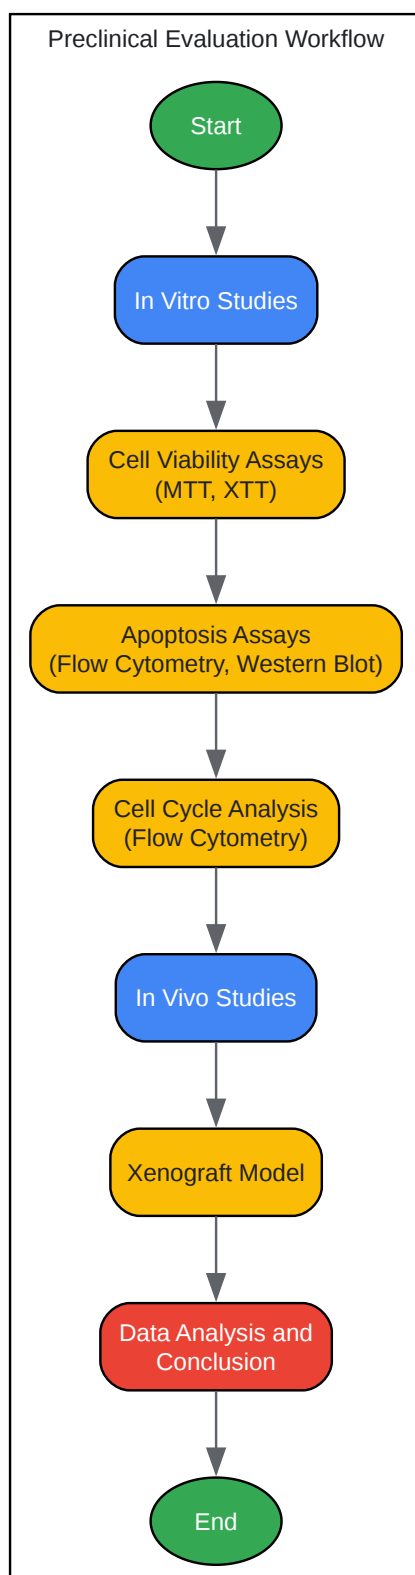 Preclinical Evaluation Workflow
Start
In Vitro Studies
Cell Viability Assays
(MTT, XTT)
Apoptosis Assays
(Flow Cytometry, Western Blot)
Cell Cycle Analysis
(Flow Cytometry)
In Vivo Studies
Xenograft Model
Data Analysis and
Conclusion
End